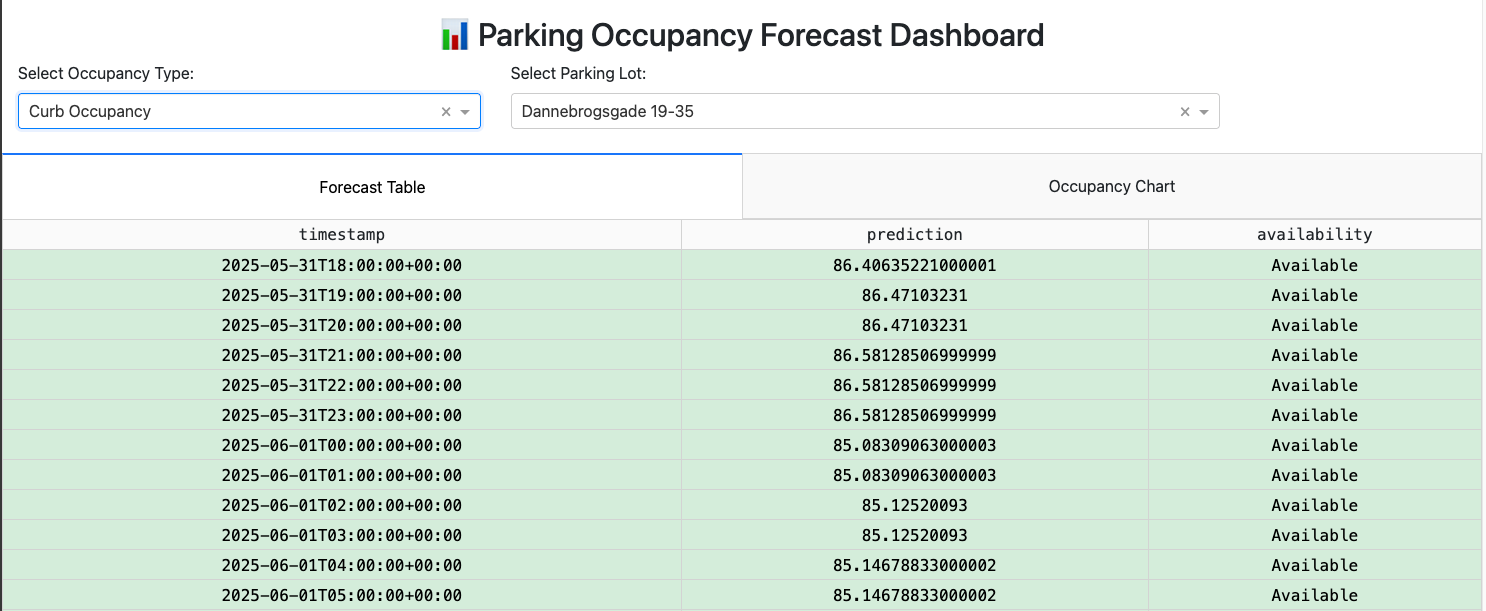 📊 Parking Occupancy Forecast Dashboard
Select Occupancy Type: Select Parking Lot:
Curb Occupancy × Dannebrogsgade 19-35 ×
Forecast Table Occupancy Chart
timestamp prediction availability
2025-05-31T18:00:00+00:00 86.40635221000001 Available
2025-05-31T19:00:00+00:00 86.47103231 Available
2025-05-31T20:00:00+00:00 86.47103231 Available
2025-05-31T21:00:00+00:00 86.58128506999999 Available
2025-05-31T22:00:00+00:00 86.58128506999999 Available
2025-05-31T23:00:00+00:00 86.58128506999999 Available
2025-06-01T00:00:00+00:00 85.08309063000003 Available
2025-06-01T01:00:00+00:00 85.08309063000003 Available
2025-06-01T02:00:00+00:00 85.12520093 Available
2025-06-01T03:00:00+00:00 85.12520093 Available
2025-06-01T04:00:00+00:00 85.14678833000002 Available
2025-06-01T05:00:00+00:00 85.14678833000002 Available